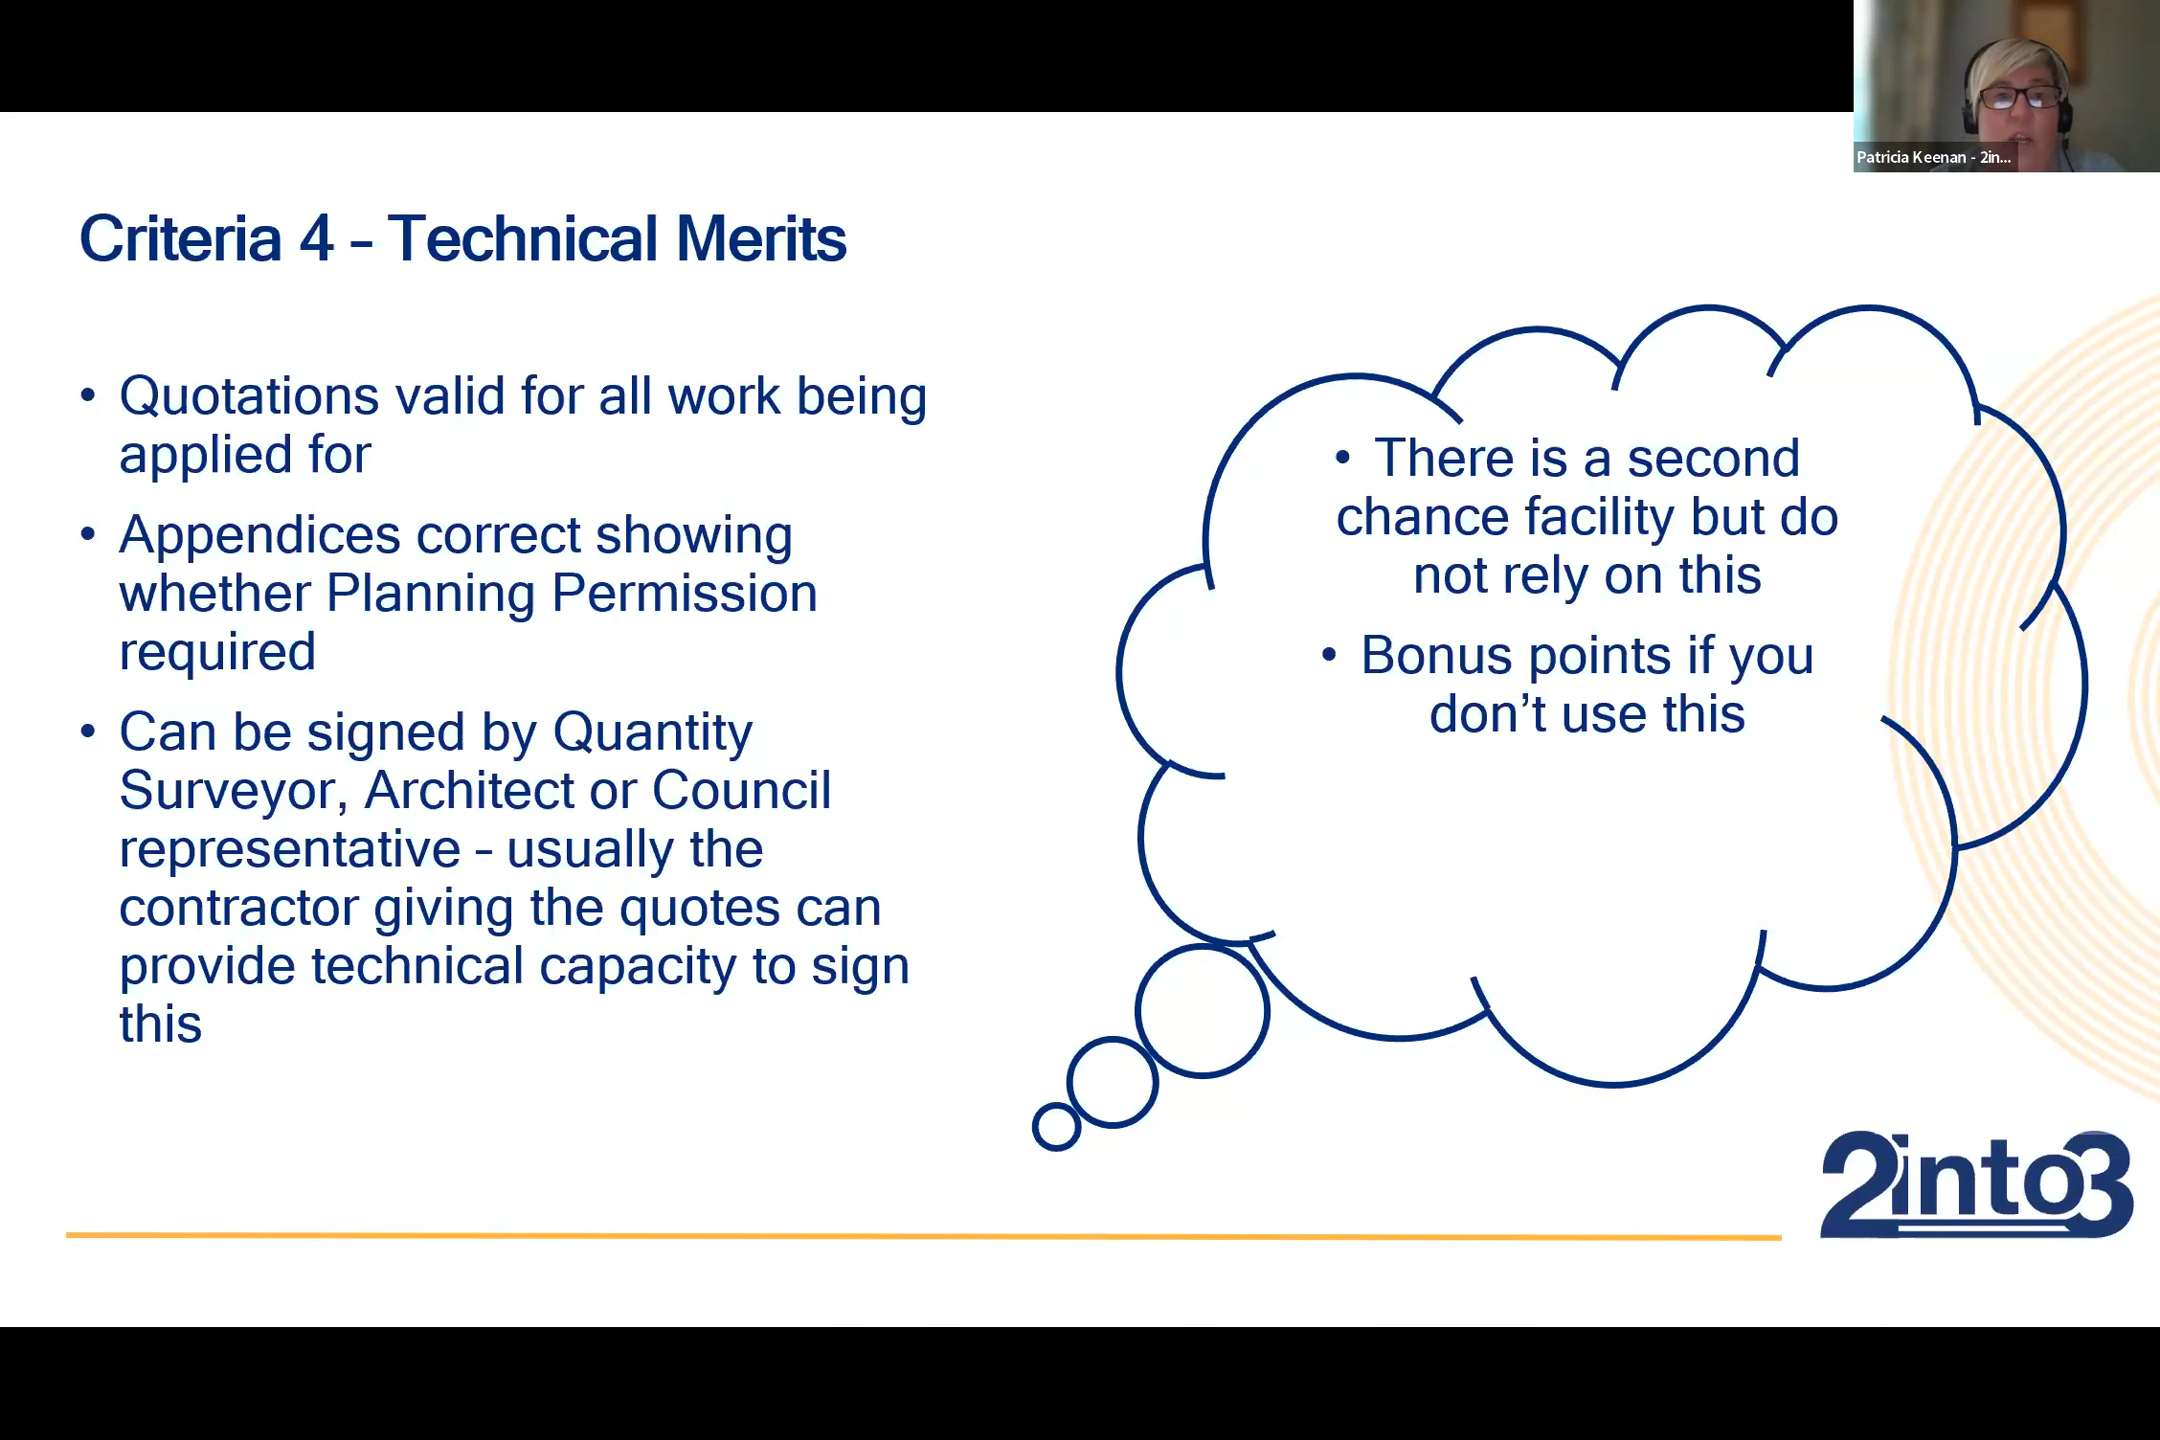 Patricia Keenan - 2in...
Criteria 4 – Technical Merits
• Quotations valid for all work being
applied for
• Appendices correct showing
whether Planning Permission
required
• Can be signed by Quantity
Surveyor, Architect or Council
representative – usually the
contractor giving the quotes can
provide technical capacity to sign
this
• There is a second
chance facility but do
not rely on this
• Bonus points if you
don’t use this
2into3